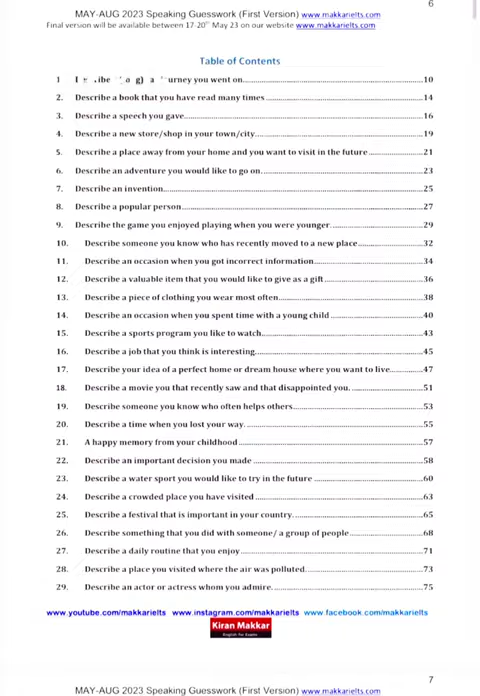 6
MAY-AUG 2023 Speaking Guesswork (First Version) www.makkarielts.com
Final version will be available between 17-20th May 23 on our website www.makkarielts.com
Table of Contents
1 urney you went on 10
2. Describe a book that you have read many times 14
3. Describe a speech you gave 16
4. Describe a new store/shop in your town/city 19
5. Describe a place away from your home and you want to visit in the future 21
6. Describe an adventure you would like to go on. 23
7. Describe an invention 25
8. Describe a popular person 27
9. Describe the game you enjoyed playing when you were younger. 29
10. Describe someone you know who has recently moved to a new place 32
11. Describe an occasion when you got incorrect information 34
12. Describe a valuable item that you would like to give as a gift 36
13. Describe a piece of clothing you wear most often 38
14. Describe an occasion when you spent time with a young child 40
15. Describe a sports program you like to watch 43
16. Describe a job that you think is interesting 45
17. Describe your idea of a perfect home or dream house where you want to live 47
18. Describe a movie you that recently saw and that disappointed you. 51
19. Describe someone you know who often helps others 53
20. Describe a time when you lost your way. 55
21. A happy memory from your childhood 57
22. Describe an important decision you made 58
23. Describe a water sport you would like to try in the future 60
24. Describe a crowded place you have visited 63
25. Describe a festival that is important in your country. 65
26. Describe something that you did with someone/ a group of people 68
27. Describe a daily routine that you enjoy 71
28. Describe a place you visited where the air was polluted. 73
29. Describe an actor or actress whom you admire. 75
www.youtube.com/makkarielts www.instagram.com/makkarielts www.facebook.com/makkarielts
Kiran Makkar
English for Exams
7
MAY-AUG 2023 Speaking Guesswork (First Version) www.makkarielts.com